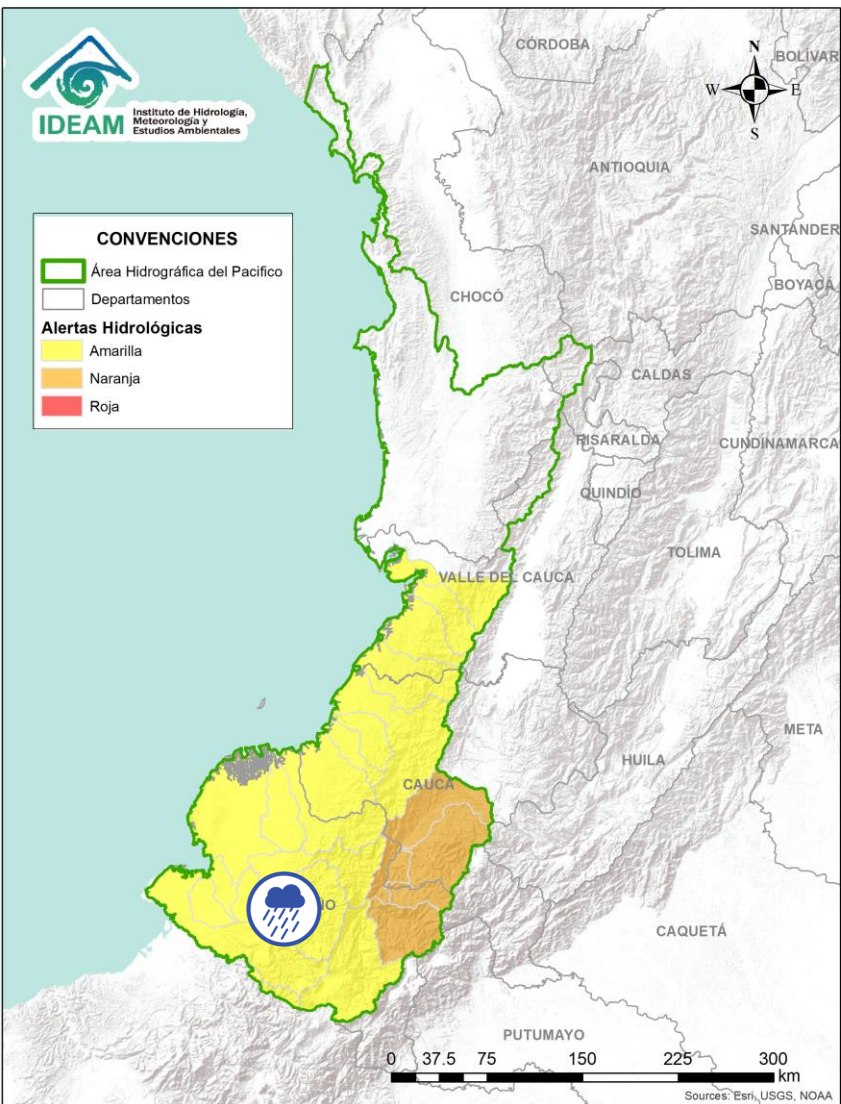 IDEAM
Instituto de Hidrología,
Meteorología y
Estudios Ambientales
CÓRDOBA
BOLÍVAR
N
W
E
S
ANTIOQUIA
SANTANDER
BOYACÁ
CONVENCIONES
Área Hidrográfica del Pacifico
Departamentos
Alertas Hidrológicas
Amarilla
Naranja
Roja
CHOCÓ
CALDAS
RISARALDA
CUNDINAMARCA
QUINDÍO
TOLIMA
VALLE DEL CAUCA
META
HUILA
CAUCA
CAQUETÁ
PUTUMAYO
0 37.5 75 150 225 300
km
Sources: Esri, USGS, NOAA